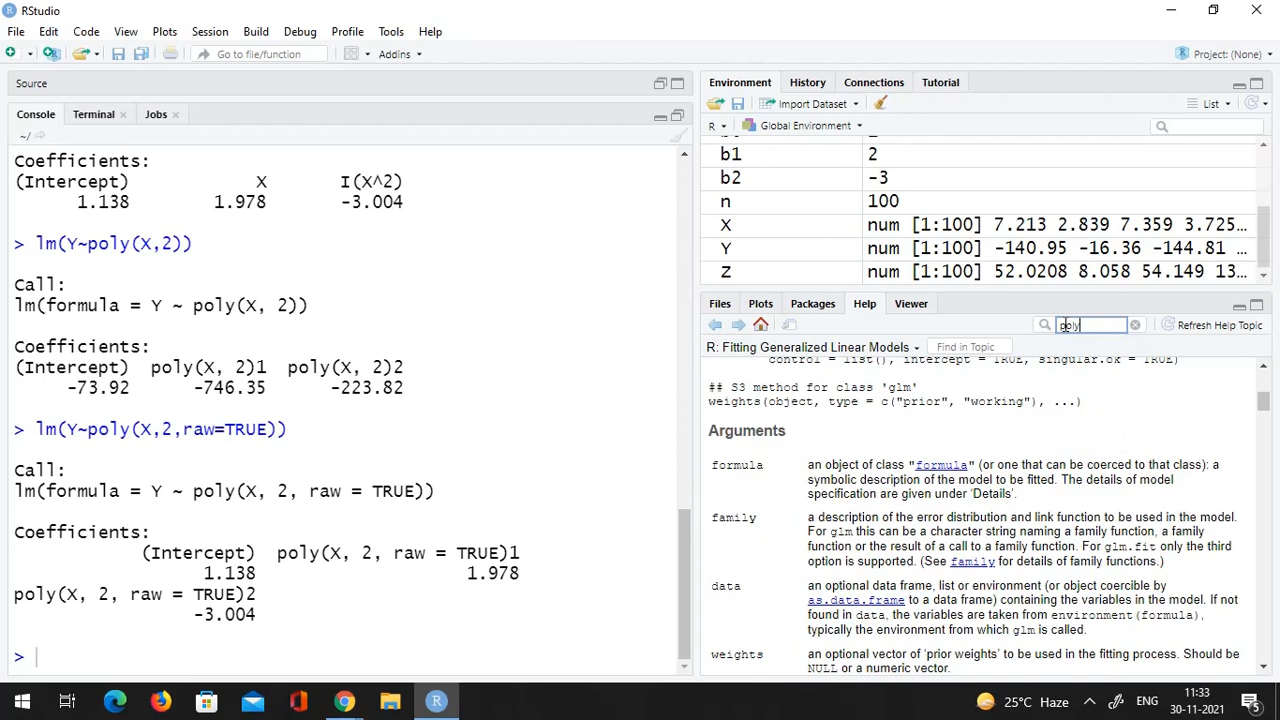 RStudio
File Edit Code View Plots Session Build Debug Profile Tools Help
Go to file/function Addins Project: (None)
Source
Console Terminal Jobs
~/
Coefficients:
(Intercept) X I(X^2)
1.138 1.978 -3.004
> lm(Y~poly(X,2))
Call:
lm(formula = Y ~ poly(X, 2))
Coefficients:
(Intercept) poly(X, 2)1 poly(X, 2)2
-73.92 -746.35 -223.82
> lm(Y~poly(X,2,raw=TRUE))
Call:
lm(formula = Y ~ poly(X, 2, raw = TRUE))
Coefficients:
(Intercept) poly(X, 2, raw = TRUE)1
1.138 1.978
poly(X, 2, raw = TRUE)2
-3.004
>
Environment History Connections Tutorial
Import Dataset List
R Global Environment
b1 2
b2 -3
n 100
X num [1:100] 7.213 2.839 7.359 3.725…
Y num [1:100] -140.95 -16.36 -144.81 …
Z num [1:100] 52.0208 8.058 54.149 13…
Files Plots Packages Help Viewer
poly Refresh Help Topic
R: Fitting Generalized Linear Models Find in Topic
control = list(), intercept = TRUE, singular.ok = TRUE)
## S3 method for class 'glm'
weights(object, type = c("prior", "working"), ...)
Arguments
formula an object of class "formula" (or one that can be coerced to that class): a
symbolic description of the model to be fitted. The details of model
specification are given under ‘Details’.
family a description of the error distribution and link function to be used in the model.
For glm this can be a character string naming a family function, a family
function or the result of a call to a family function. For glm.fit only the third
option is supported. (See family for details of family functions.)
data an optional data frame, list or environment (or object coercible by
as.data.frame to a data frame) containing the variables in the model. If not
found in data, the variables are taken from environment(formula),
typically the environment from which glm is called.
weights an optional vector of ‘prior weights’ to be used in the fitting process. Should be
NULL or a numeric vector.
25°C Haze ENG 11:33
30-11-2021 5